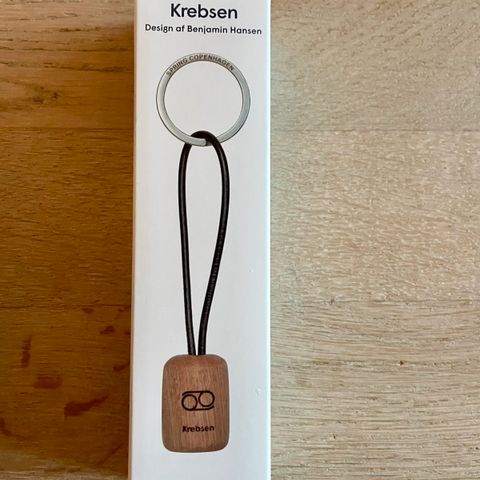 Krebsen
Design af Benjamin Hansen
SPRING COPENHAGEN
Krebsen